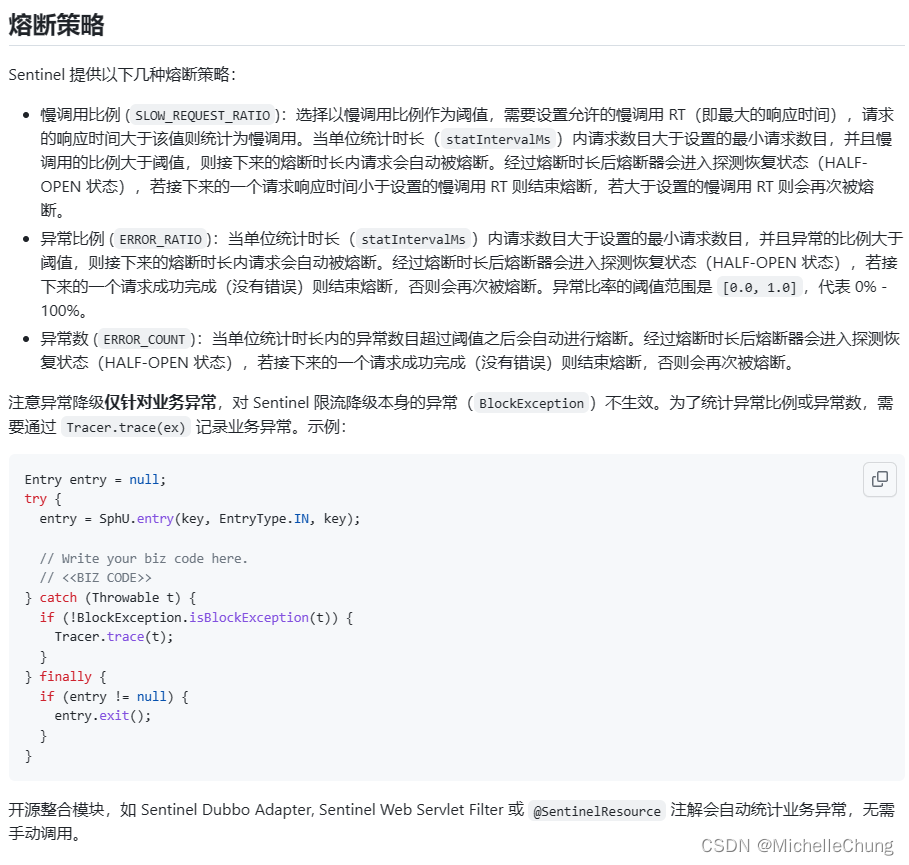 熔断策略
Sentinel 提供以下几种熔断策略：
慢调用比例 (SLOW_REQUEST_RATIO)：选择以慢调用比例作为阈值，需要设置允许的慢调用 RT（即最大的响应时间），请求
的响应时间大于该值则统计为慢调用。当单位统计时长（statIntervalMs）内请求数目大于设置的最小请求数目，并且慢
调用的比例大于阈值，则接下来的熔断时长内请求会自动被熔断。经过熔断时长后熔断器会进入探测恢复状态（HALF-
OPEN 状态），若接下来的一个请求响应时间小于设置的慢调用 RT 则结束熔断，若大于设置的慢调用 RT 则会再次被熔
断。
异常比例 (ERROR_RATIO)：当单位统计时长（statIntervalMs）内请求数目大于设置的最小请求数目，并且异常的比例大于
阈值，则接下来的熔断时长内请求会自动被熔断。经过熔断时长后熔断器会进入探测恢复状态（HALF-OPEN 状态），若接
下来的一个请求成功完成（没有错误）则结束熔断，否则会再次被熔断。异常比率的阈值范围是 [0.0, 1.0]，代表 0% -
100%。
异常数 (ERROR_COUNT)：当单位统计时长内的异常数目超过阈值之后会自动进行熔断。经过熔断时长后熔断器会进入探测恢
复状态（HALF-OPEN 状态），若接下来的一个请求成功完成（没有错误）则结束熔断，否则会再次被熔断。
注意异常降级仅针对业务异常，对 Sentinel 限流降级本身的异常（BlockException）不生效。为了统计异常比例或异常数，需
要通过 Tracer.trace(ex) 记录业务异常。示例：
Entry entry = null;
try {
  entry = SphU.entry(key, EntryType.IN, key);
  // Write your biz code here.
  // <<BIZ CODE>>
} catch (Throwable t) {
  if (!BlockException.isBlockException(t)) {
    Tracer.trace(t);
  }
} finally {
  if (entry != null) {
    entry.exit();
  }
}
开源整合模块，如 Sentinel Dubbo Adapter, Sentinel Web Servlet Filter 或 @SentinelResource 注解会自动统计业务异常，无需
手动调用。
CSDN @MichelleChung